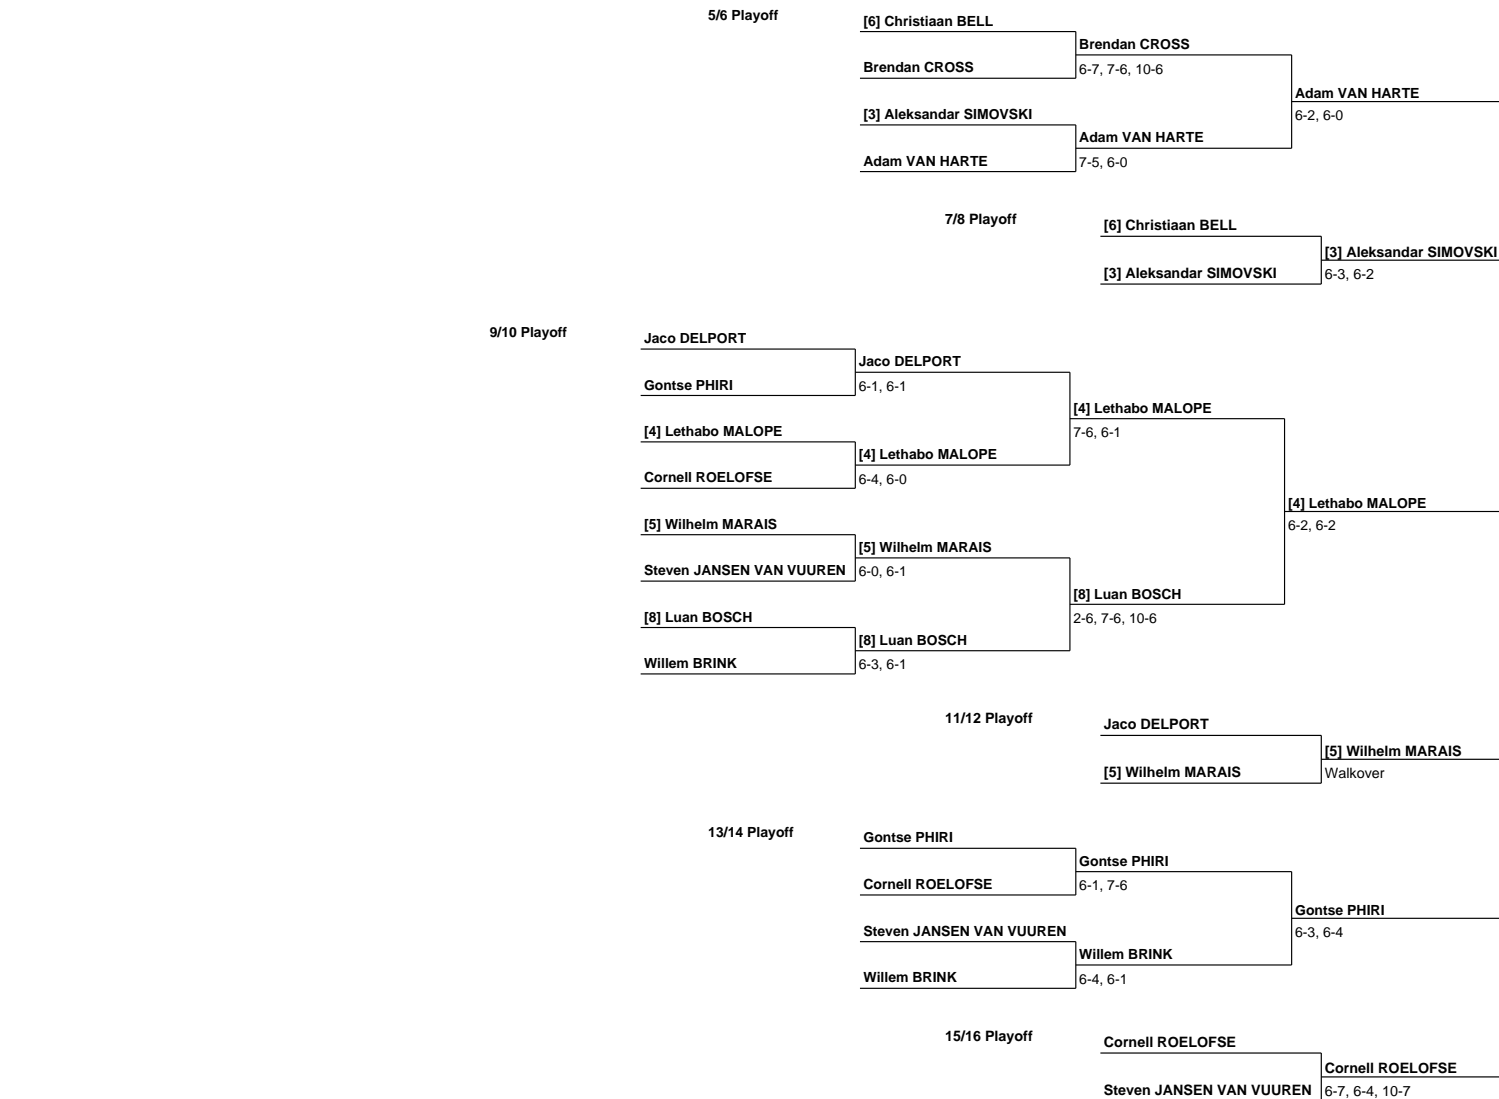 5/6 Playoff
[6] Christiaan BELL
Brendan CROSS
Brendan CROSS
6-7, 7-6, 10-6
Adam VAN HARTE
[3] Aleksandar SIMOVSKI
6-2, 6-0
Adam VAN HARTE
Adam VAN HARTE
7-5, 6-0
7/8 Playoff
[6] Christiaan BELL
[3] Aleksandar SIMOVSKI
[3] Aleksandar SIMOVSKI
6-3, 6-2
9/10 Playoff
Jaco DELPORT
Jaco DELPORT
Gontse PHIRI
6-1, 6-1
[4] Lethabo MALOPE
[4] Lethabo MALOPE
7-6, 6-1
[4] Lethabo MALOPE
Cornell ROELOFSE
6-4, 6-0
[4] Lethabo MALOPE
[5] Wilhelm MARAIS
6-2, 6-2
[5] Wilhelm MARAIS
Steven JANSEN VAN VUUREN
6-0, 6-1
[8] Luan BOSCH
[8] Luan BOSCH
2-6, 7-6, 10-6
[8] Luan BOSCH
Willem BRINK
6-3, 6-1
11/12 Playoff
Jaco DELPORT
[5] Wilhelm MARAIS
[5] Wilhelm MARAIS
Walkover
13/14 Playoff
Gontse PHIRI
Gontse PHIRI
Cornell ROELOFSE
6-1, 7-6
Gontse PHIRI
Steven JANSEN VAN VUUREN
6-3, 6-4
Willem BRINK
Willem BRINK
6-4, 6-1
15/16 Playoff
Cornell ROELOFSE
Cornell ROELOFSE
Steven JANSEN VAN VUUREN
6-7, 6-4, 10-7